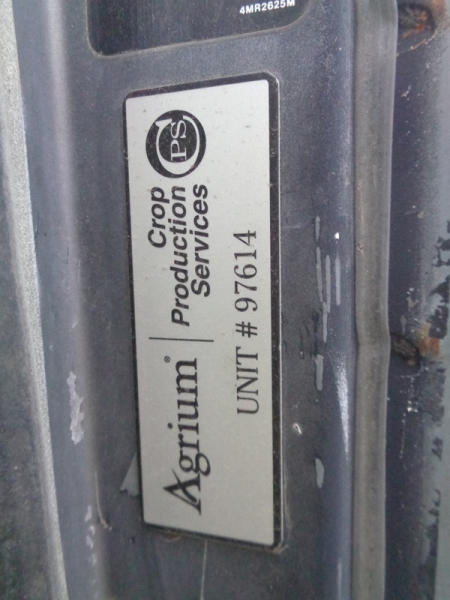 4MR2625M
Agrium® | Crop
Production
Services
CPS
UNIT # 97614